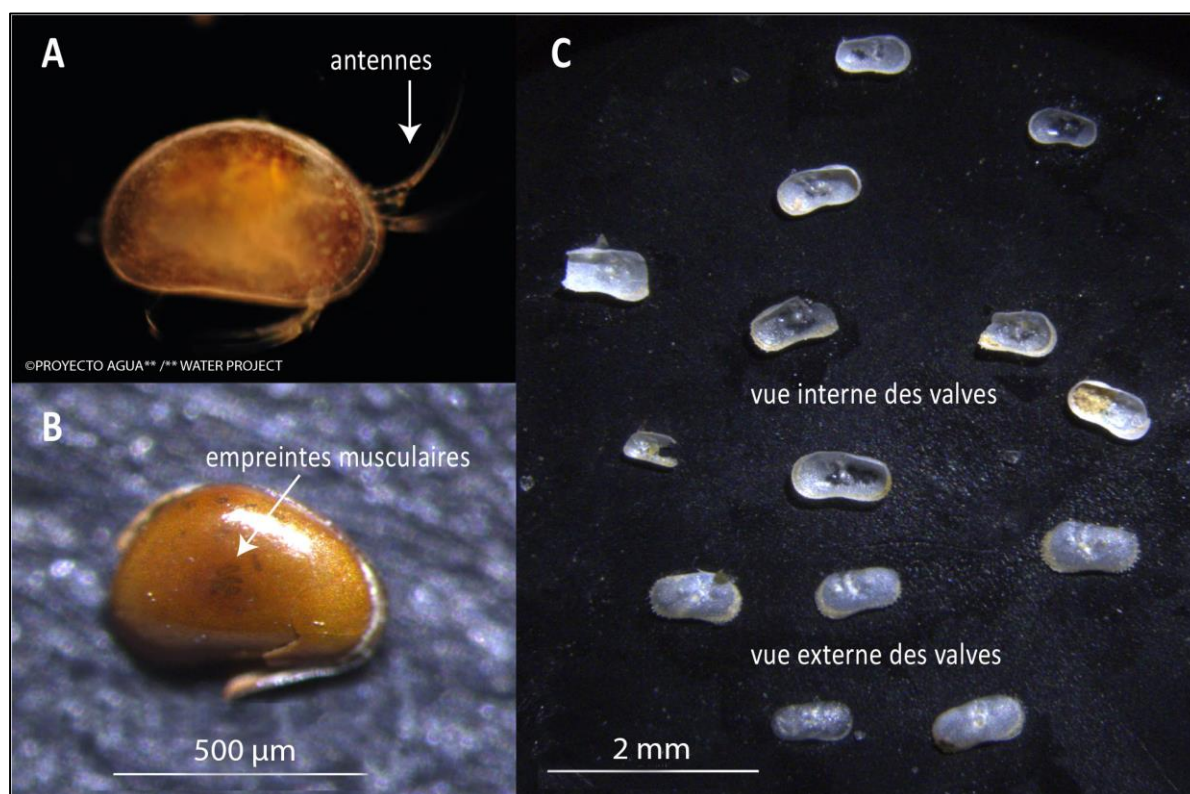 A
antennes
©PROYECTO AGUA** /** WATER PROJECT
B
empreintes musculaires
500 µm
C
vue interne des valves
vue externe des valves
2 mm